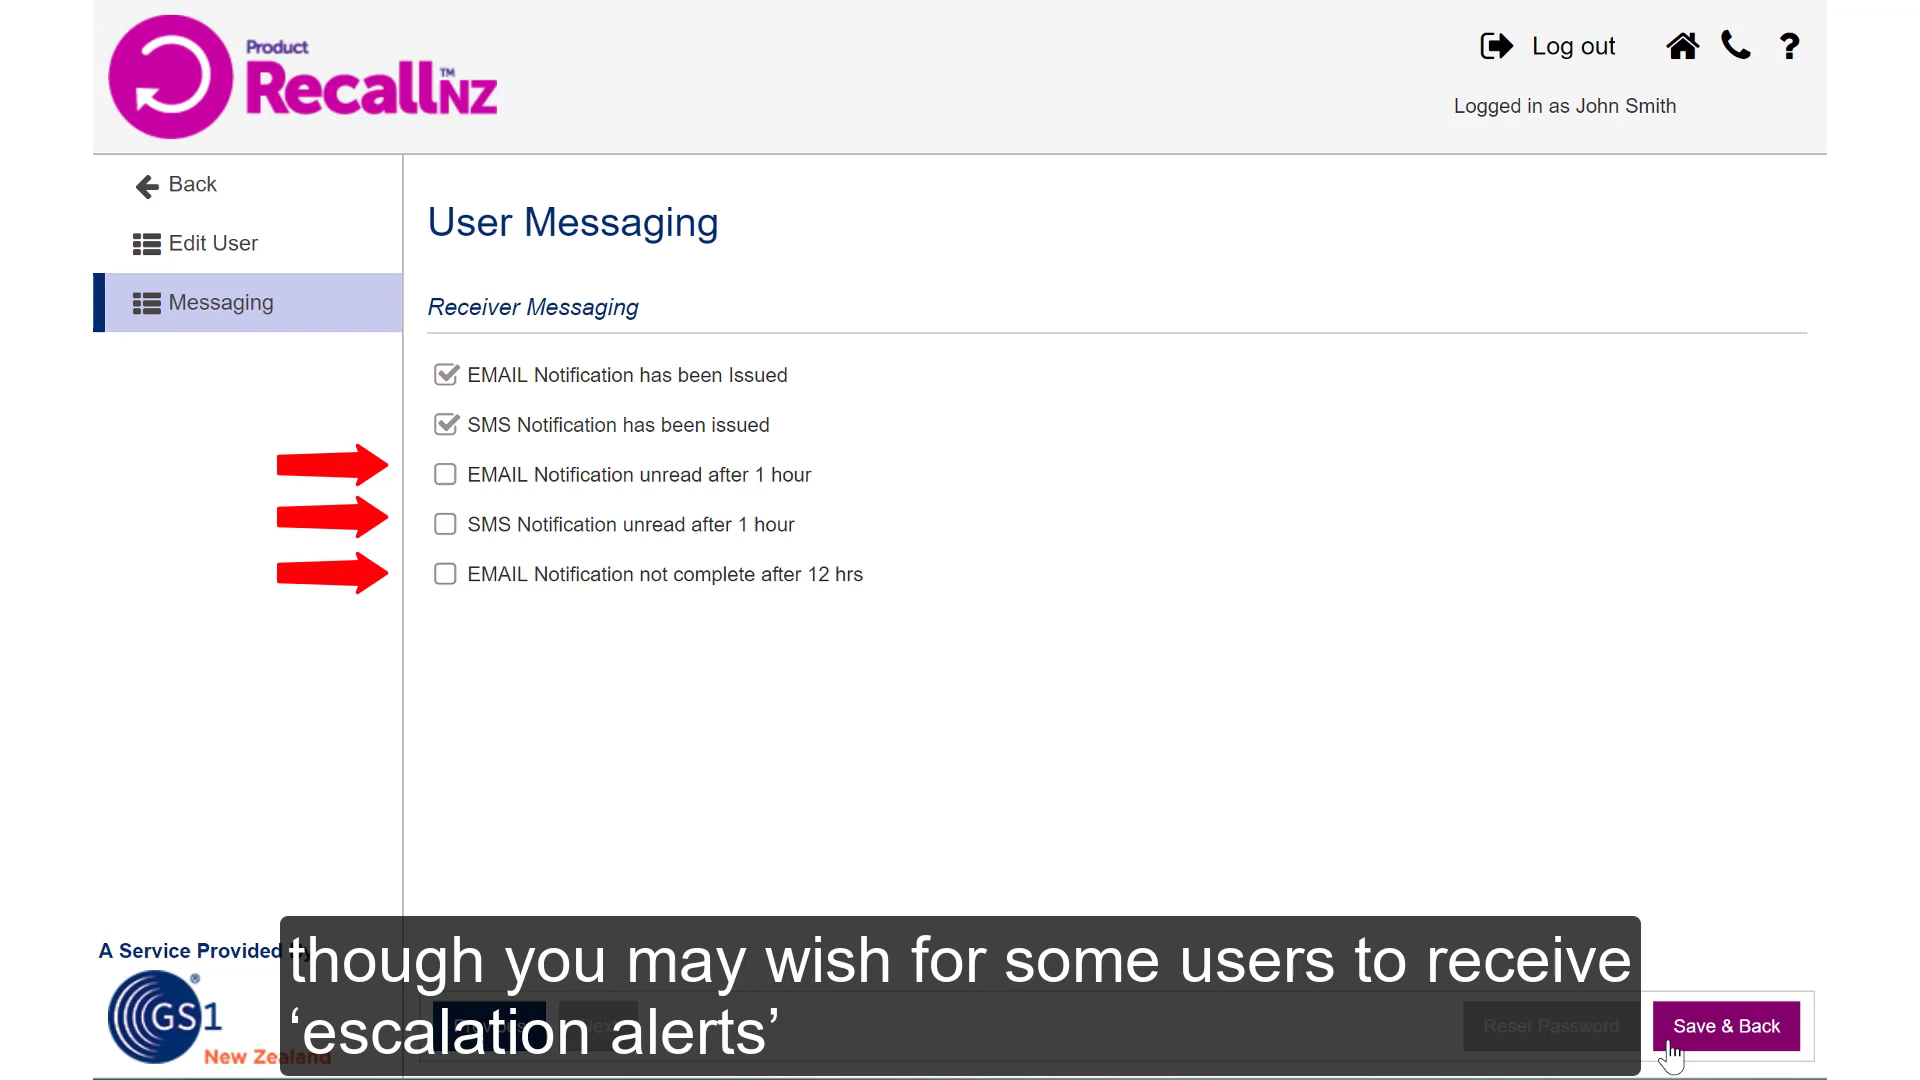 Product
RecallNZ™
Log out
Logged in as John Smith
Back
Edit User
Messaging
User Messaging
Receiver Messaging
EMAIL Notification has been Issued
SMS Notification has been issued
EMAIL Notification unread after 1 hour
SMS Notification unread after 1 hour
EMAIL Notification not complete after 12 hrs
A Service Provided
GS1®
New Zealand
though you may wish for some users to receive
‘escalation alerts’
Reset Password
Save & Back